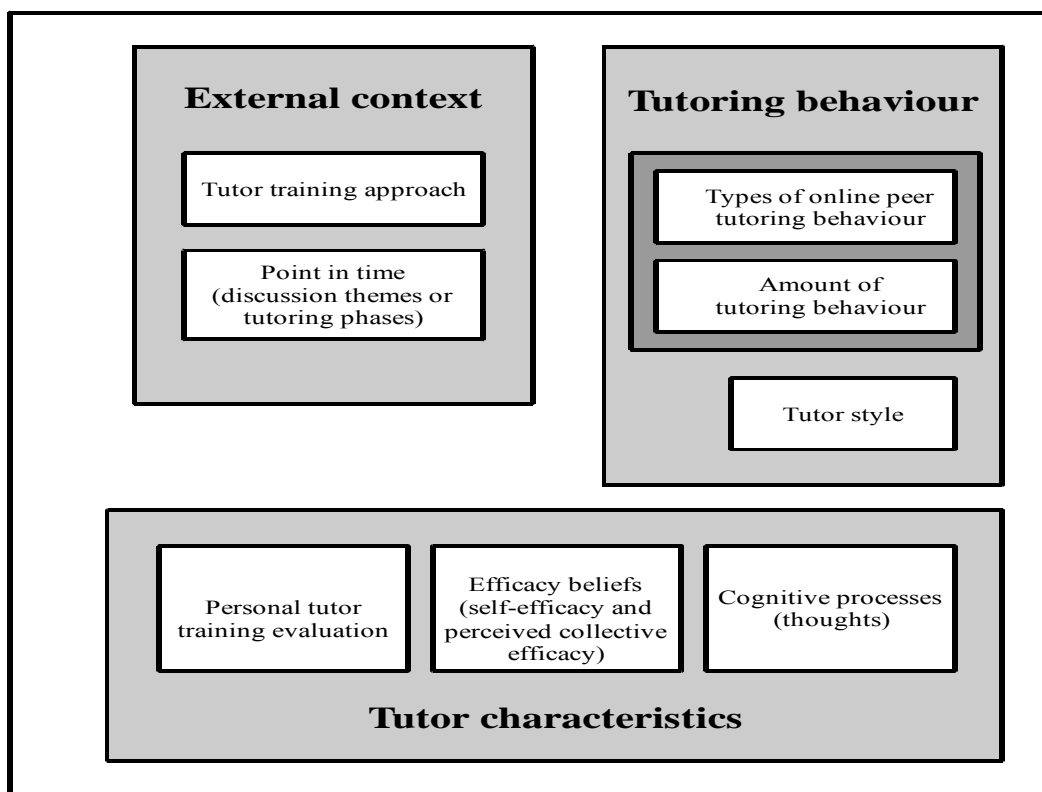 External context
Tutor training approach
Point in time
(discussion themes or
tutoring phases)
Tutoring behaviour
Types of online peer
tutoring behaviour
Amount of
tutoring behaviour
Tutor style
Personal tutor
training evaluation
Efficacy beliefs
(self-efficacy and
perceived collective
efficacy)
Cognitive processes
(thoughts)
Tutor characteristics